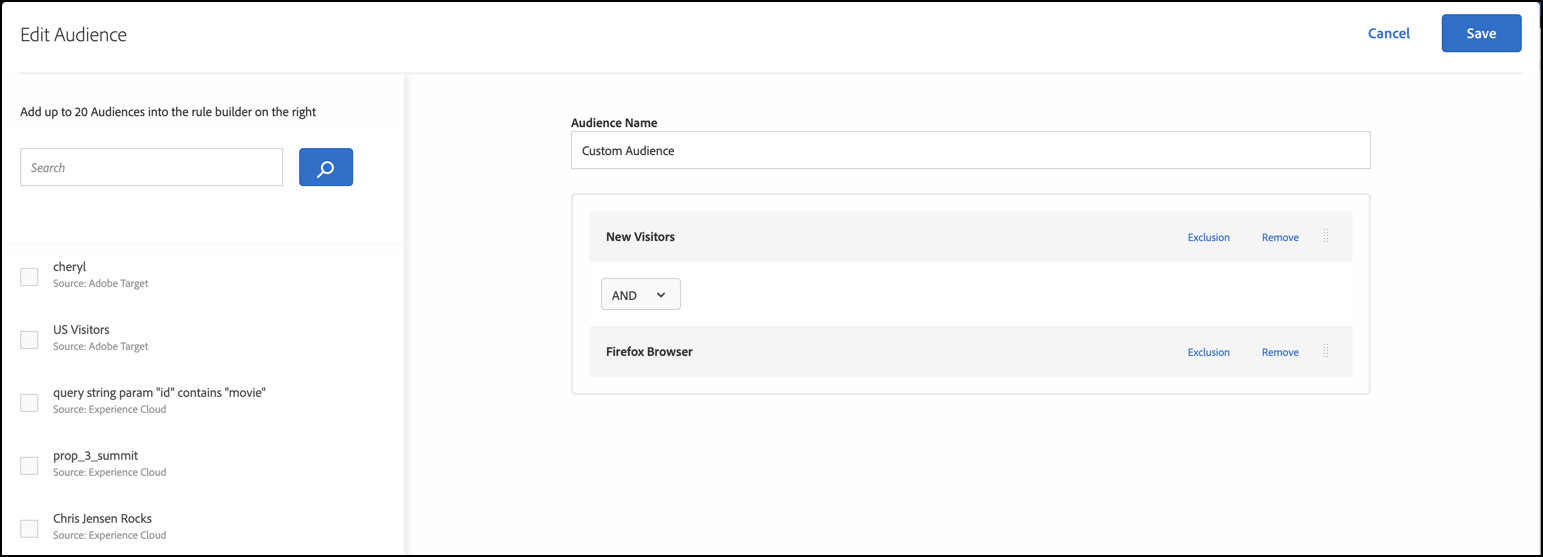 Edit Audience
Cancel
Save
Add up to 20 Audiences into the rule builder on the right
Search
cheryl
Source: Adobe Target
US Visitors
Source: Adobe Target
query string param "id" contains "movie"
Source: Experience Cloud
prop_3_summit
Source: Experience Cloud
Chris Jensen Rocks
Source: Experience Cloud
Audience Name
Custom Audience
New Visitors
Exclusion
Remove
AND
Firefox Browser
Exclusion
Remove